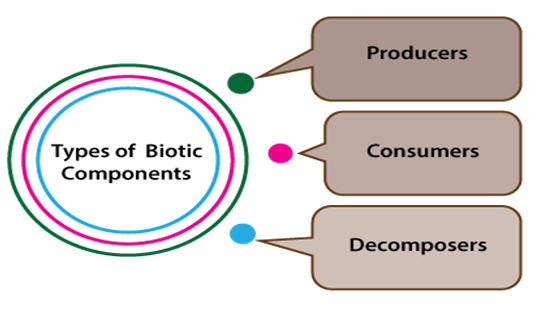 Types of Biotic
Components
Producers
Consumers
Decomposers